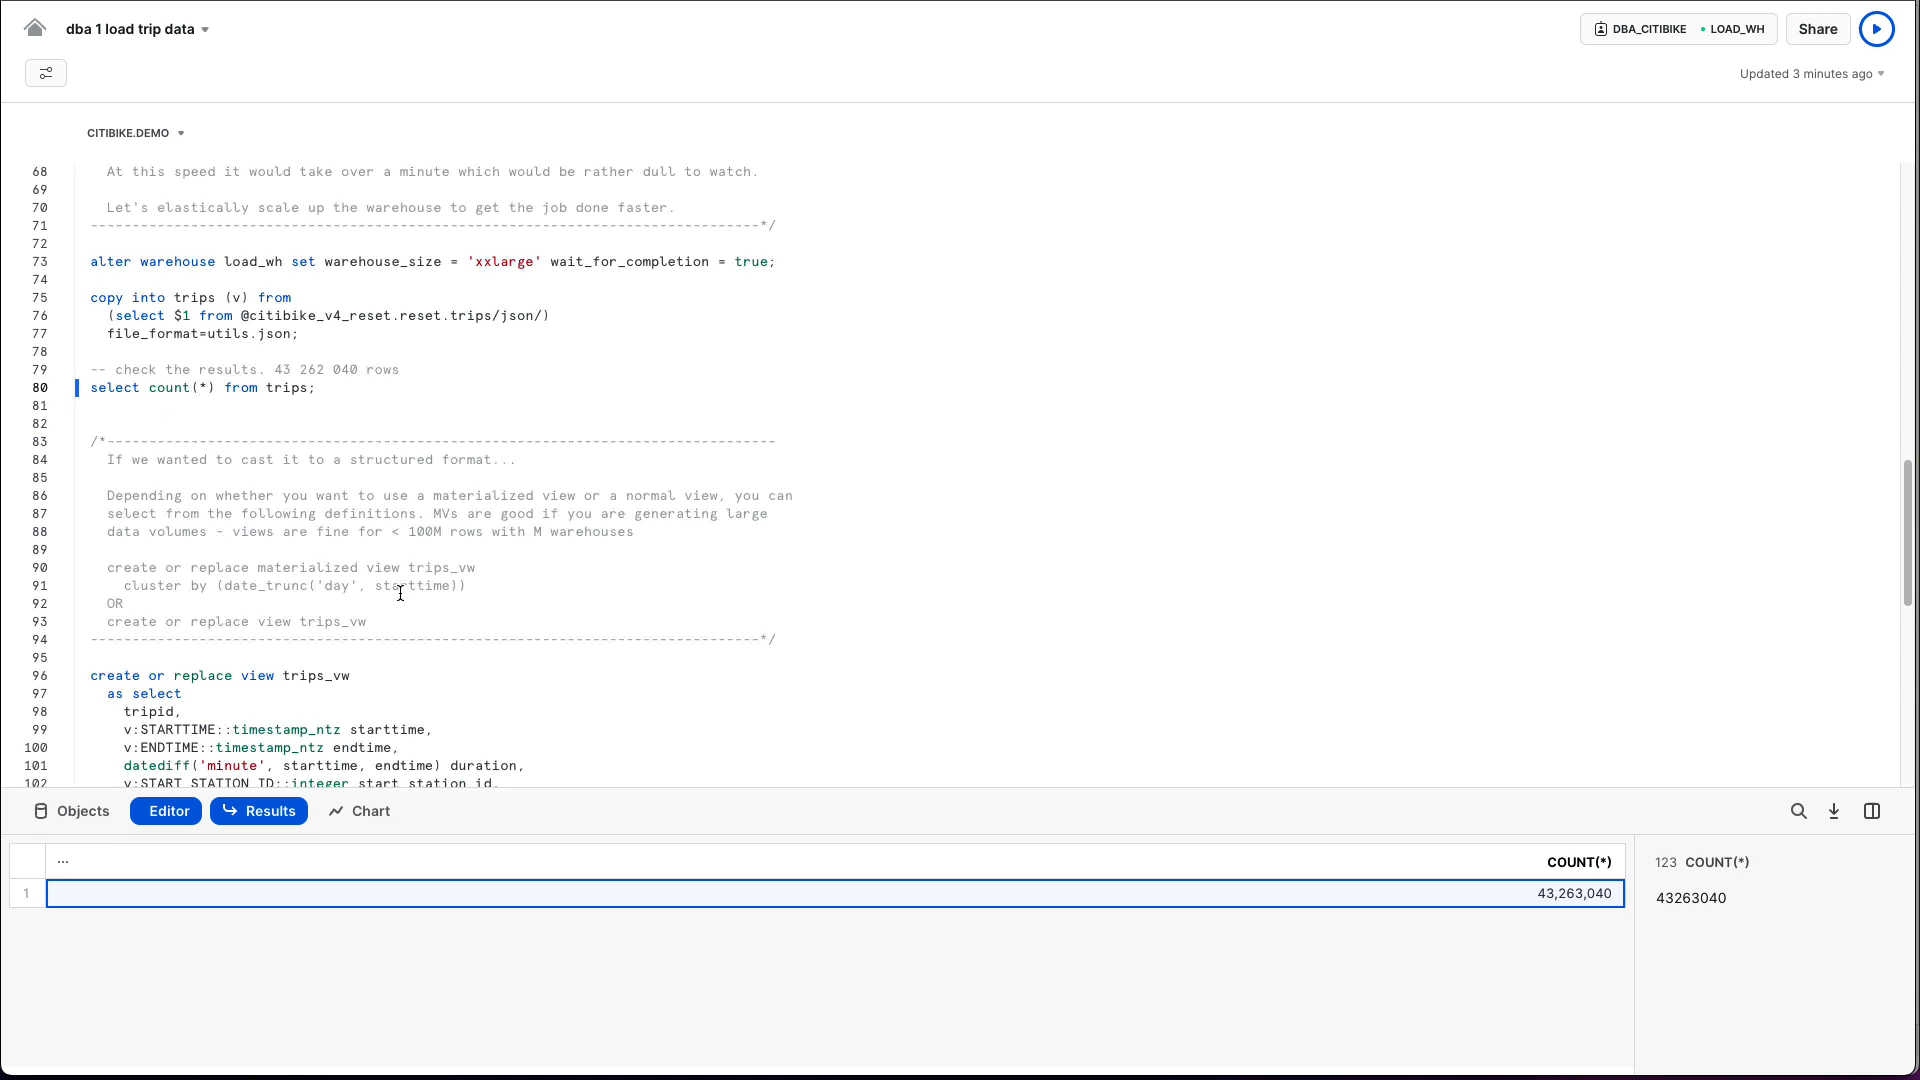 dba 1 load trip data
DBA_CITIBIKE LOAD_WH Share
Updated 3 minutes ago
CITIBIKE.DEMO
68 At this speed it would take over a minute which would be rather dull to watch.
69
70 Let's elastically scale up the warehouse to get the job done faster.
71 --------------------------------------------------------------------------------*/
72
73 alter warehouse load_wh set warehouse_size = 'xxlarge' wait_for_completion = true;
74
75 copy into trips (v) from
76 (select $1 from @citibike_v4_reset.reset.trips/json/)
77 file_format=utils.json;
78
79 -- check the results. 43 262 040 rows
80 select count(*) from trips;
81
82
83 /*--------------------------------------------------------------------------------
84 If we wanted to cast it to a structured format...
85
86 Depending on whether you want to use a materialized view or a normal view, you can
87 select from the following definitions. MVs are good if you are generating large
88 data volumes - views are fine for < 100M rows with M warehouses
89
90 create or replace materialized view trips_vw
91 cluster by (date_trunc('day', starttime))
92 OR
93 create or replace view trips_vw
94 --------------------------------------------------------------------------------*/
95
96 create or replace view trips_vw
97 as select
98 tripid,
99 v:STARTTIME::timestamp_ntz starttime,
100 v:ENDTIME::timestamp_ntz endtime,
101 datediff('minute', starttime, endtime) duration,
102 v:START_STATION_ID::integer start_station_id,
Objects Editor Results Chart
... COUNT(*)
1 43,263,040
123 COUNT(*)
43263040